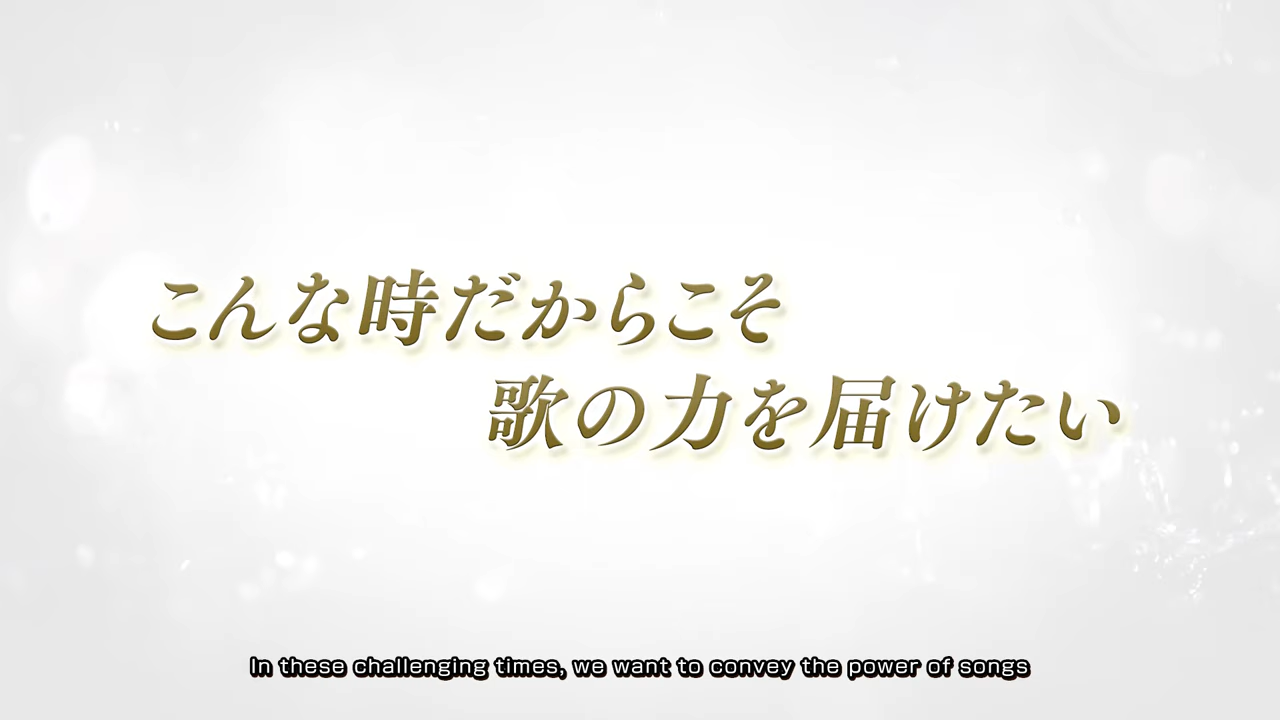 こんな時だからこそ
歌の力を届けたい
In these challenging times, we want to convey the power of songs